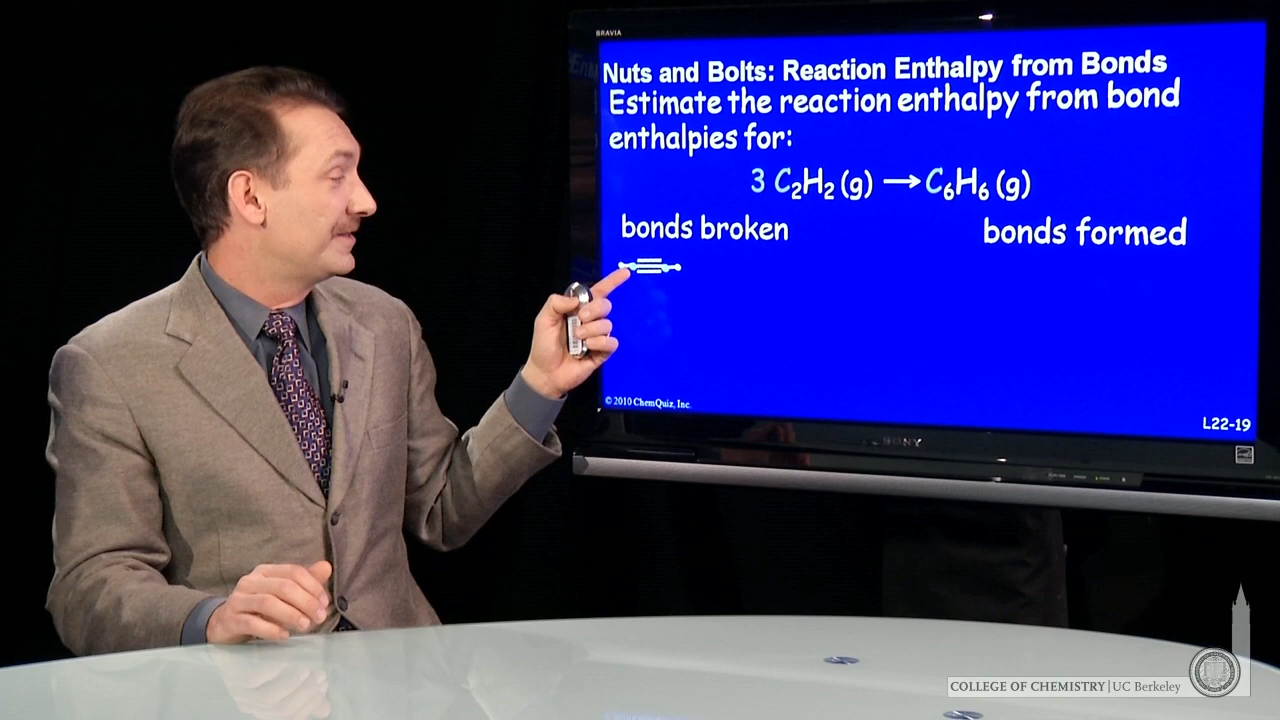 BRAVIA
Nuts and Bolts: Reaction Enthalpy from Bonds
Estimate the reaction enthalpy from bond
enthalpies for:
3 C₂H₂ (g) ⟶ C₆H₆ (g)
bonds broken
bonds formed
© 2010 ChemQuiz, Inc.
L22-19
SONY
COLLEGE OF CHEMISTRY | UC Berkeley